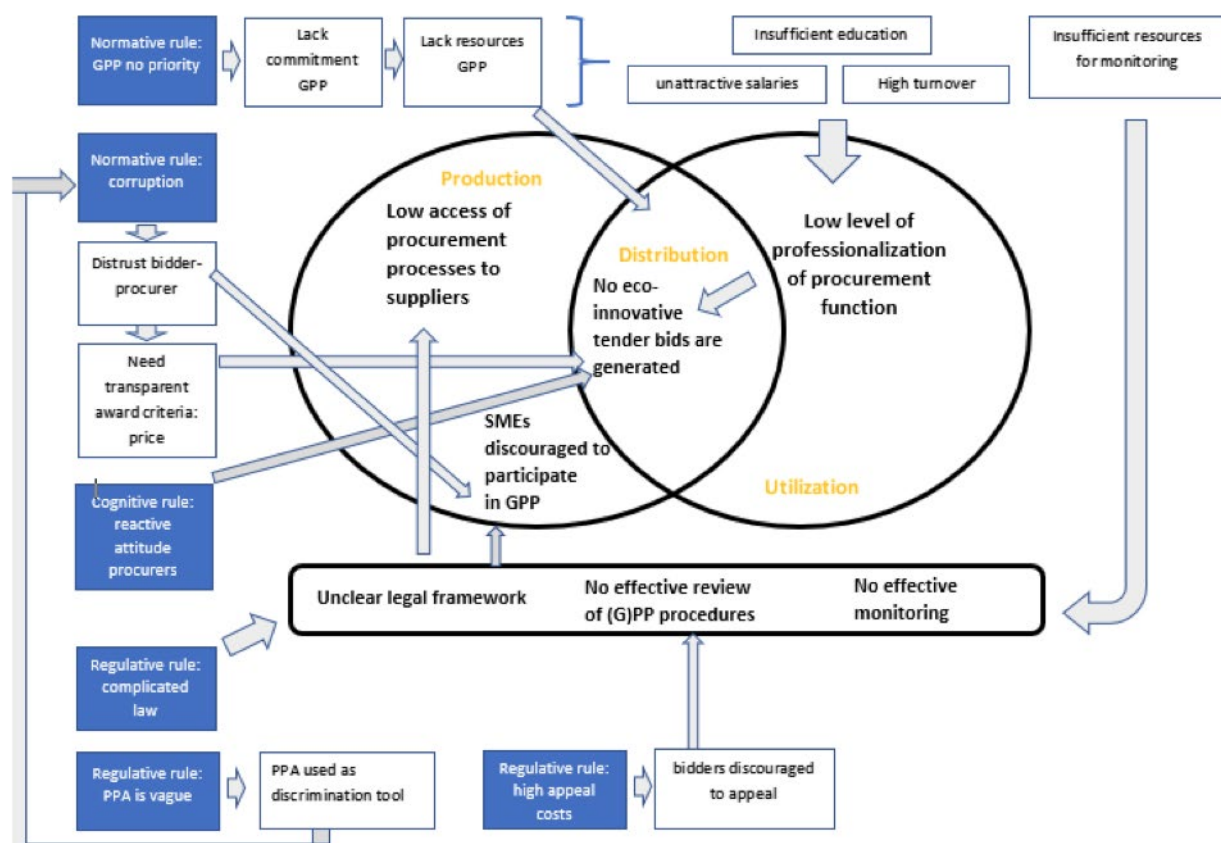 Normative rule:
GPP no priority
Lack
commitment
GPP
Lack resources
GPP
Insufficient education
unattractive salaries
High turnover
Insufficient resources
for monitoring
Normative rule:
corruption
Distrust bidder-
procurer
Need
transparent
award criteria:
price
Cognitive rule:
reactive
attitude
procurers
Production
Low access of
procurement
processes to
suppliers
Distribution
No eco-
innovative
tender bids are
generated
Low level of
professionalization
of procurement
function
SMEs
discouraged to
participate
in GPP
Utilization
Unclear legal framework
No effective review
of (G)PP procedures
No effective
monitoring
Regulative rule:
complicated
law
Regulative rule:
PPA is vague
PPA used as
discrimination tool
Regulative rule:
high appeal
costs
bidders discouraged
to appeal